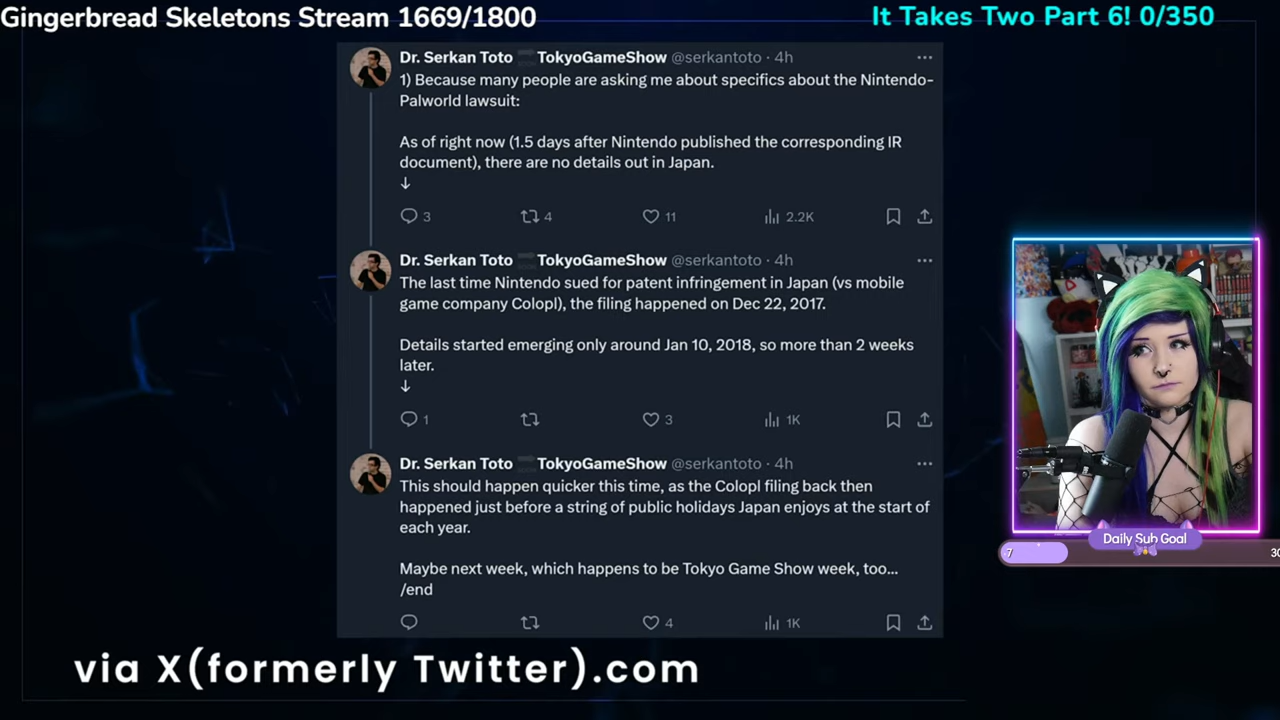 Gingerbread Skeletons Stream 1669/1800
It Takes Two Part 6! 0/350
Dr. Serkan Toto TokyoGameShow @serkantoto · 4h
1) Because many people are asking me about specifics about the Nintendo-
Palworld lawsuit:
As of right now (1.5 days after Nintendo published the corresponding IR
document), there are no details out in Japan.
↓
3 4 11 2.2K
Dr. Serkan Toto TokyoGameShow @serkantoto · 4h
The last time Nintendo sued for patent infringement in Japan (vs mobile
game company Colopl), the filing happened on Dec 22, 2017.
Details started emerging only around Jan 10, 2018, so more than 2 weeks
later.
↓
1 3 1K
Dr. Serkan Toto TokyoGameShow @serkantoto · 4h
This should happen quicker this time, as the Colopl filing back then
happened just before a string of public holidays Japan enjoys at the start of
each year.
Maybe next week, which happens to be Tokyo Game Show week, too...
/end
4 1K
Daily Sub Goal
7 30
via X(formerly Twitter).com